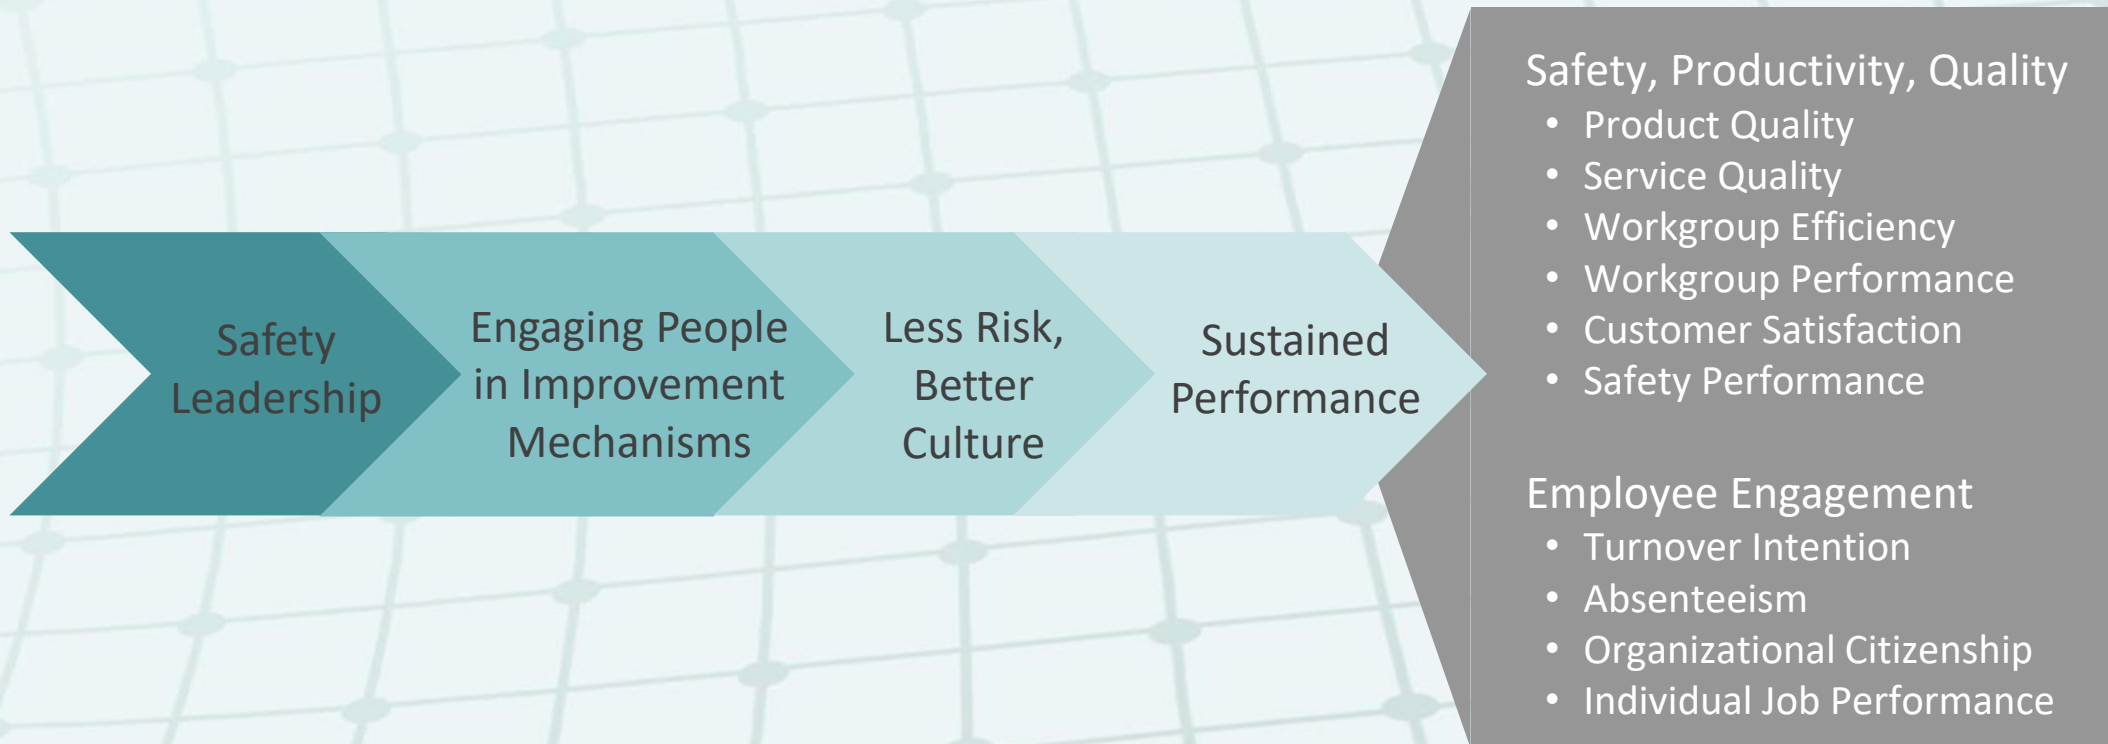 Safety
Leadership
Engaging People
in Improvement
Mechanisms
Less Risk,
Better
Culture
Sustained
Performance
Safety, Productivity, Quality
• Product Quality
• Service Quality
• Workgroup Efficiency
• Workgroup Performance
• Customer Satisfaction
• Safety Performance
Employee Engagement
• Turnover Intention
• Absenteeism
• Organizational Citizenship
• Individual Job Performance